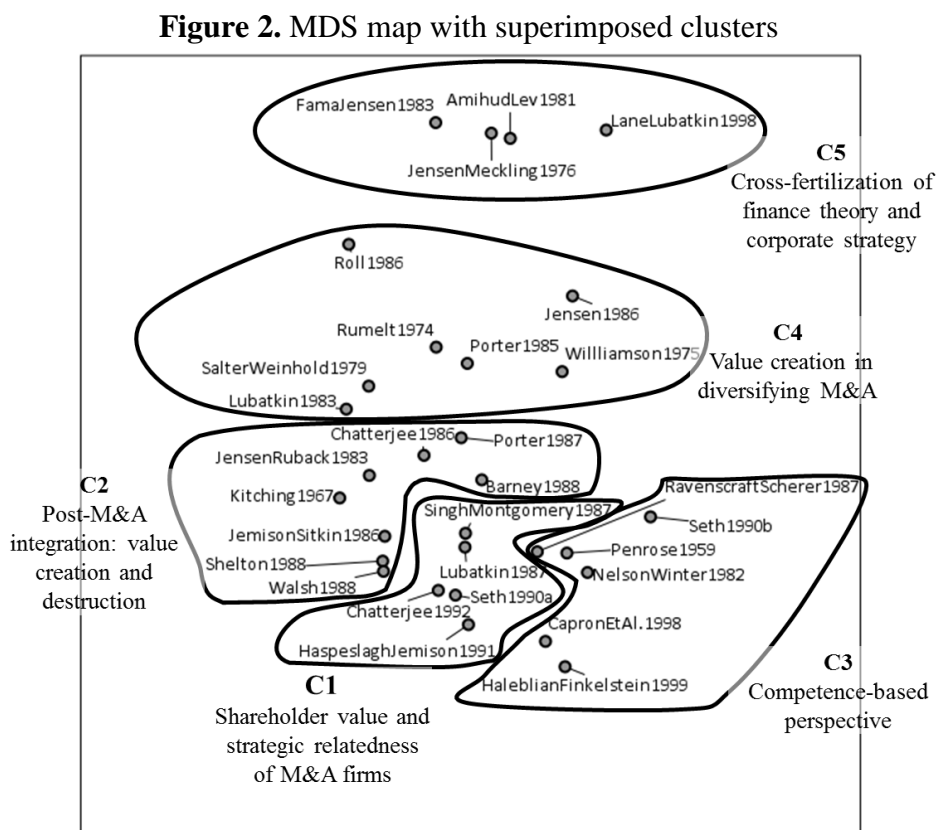 Figure 2. MDS map with superimposed clusters
FamaJensen1983
AmihudLev1981
LaneLubatkin1998
JensenMeckling1976
C5
Cross-fertilization of
finance theory and
corporate strategy
Roll1986
Jensen1986
Rumelt1974
Porter1985
Willliamson1975
SalterWeinhold1979
Lubatkin1983
C4
Value creation in
diversifying M&A
Chatterjee1986
Porter1987
JensenRuback1983
Kitching1967
Barney1988
JemisonSitkin1986
Shelton1988
Walsh1988
C2
Post-M&A
integration: value
creation and
destruction
SinghMontgomery1987
Lubatkin1987
Chatterjee1992
Seth1990a
HaspeslaghJemison1991
C1
Shareholder value and
strategic relatedness
of M&A firms
RavenscraftScherer1987
Seth1990b
Penrose1959
NelsonWinter1982
CapronEtAl.1998
HaleblianFinkelstein1999
C3
Competence-based
perspective